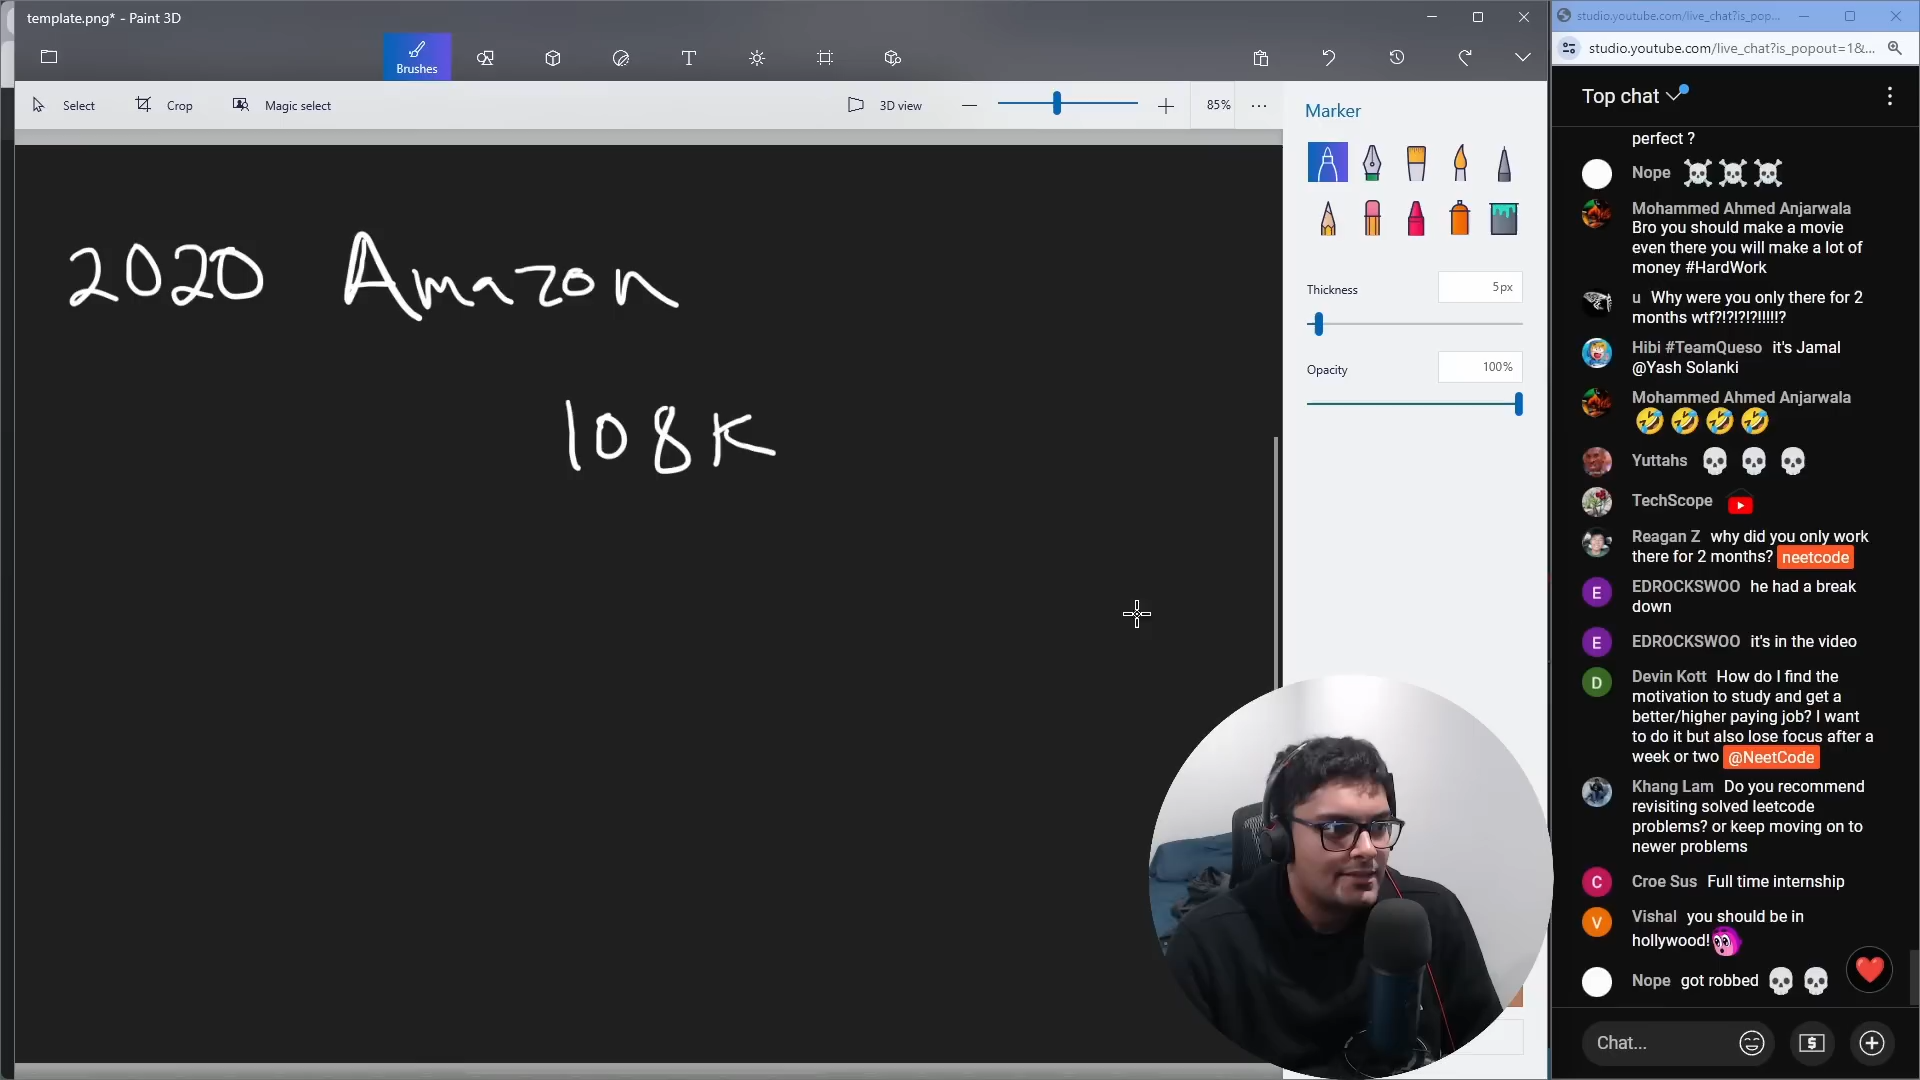 template.png* - Paint 3D
Brushes
Select
Crop
Magic select
3D view
85%
2020 Amazon
108K
Marker
Thickness
5px
Opacity
100%
studio.youtube.com/live_chat?is_pop...
studio.youtube.com/live_chat?is_popout=1&...
Top chat
perfect ?
Nope
Mohammed Ahmed Anjarwala
Bro you should make a movie
even there you will make a lot of
money #HardWork
u Why were you only there for 2
months wtf?!?!?!?!!!!!?
Hibi #TeamQueso it's Jamal
@Yash Solanki
Mohammed Ahmed Anjarwala
🤣🤣🤣🤣
Yuttahs
TechScope
Reagan Z why did you only work
there for 2 months? neetcode
E EDROCKSWOO he had a break
down
E EDROCKSWOO it's in the video
D Devin Kott How do I find the
motivation to study and get a
better/higher paying job? I want
to do it but also lose focus after a
week or two @NeetCode
Khang Lam Do you recommend
revisiting solved leetcode
problems? or keep moving on to
newer problems
C Croe Sus Full time internship
V Vishal you should be in
hollywood!
Nope got robbed
Chat...